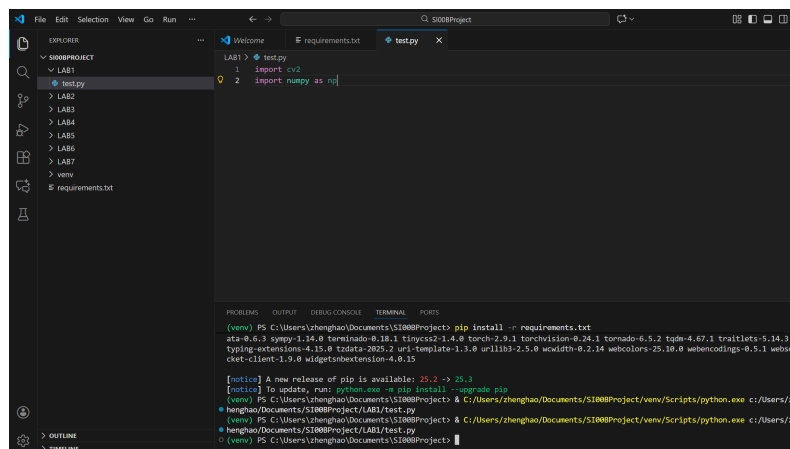 File Edit Selection View Go Run ··· SI00BProject
EXPLORER ···
SI00BPROJECT
LAB1
test.py
LAB2
LAB3
LAB4
LAB5
LAB6
LAB7
venv
requirements.txt
OUTLINE
TIMELINE
Welcome requirements.txt test.py
LAB1 > test.py
1 import cv2
2 import numpy as np
PROBLEMS OUTPUT DEBUG CONSOLE TERMINAL PORTS
(venv) PS C:\Users\zhenghao\Documents\SI00BProject> pip install -r requirements.txt
ata-0.6.3 sympy-1.14.0 terminado-0.18.1 tinycss2-1.4.0 torch-2.9.1 torchvision-0.24.1 tornado-6.5.2 tqdm-4.67.1 traitlets-5.14.3
typing-extensions-4.15.0 tzdata-2025.2 uri-template-1.3.0 urllib3-2.5.0 wcwidth-0.2.14 webcolors-25.10.0 webencodings-0.5.1 webso
cket-client-1.9.0 widgetsnbextension-4.0.15
[notice] A new release of pip is available: 25.2 -> 25.3
[notice] To update, run: python.exe -m pip install --upgrade pip
(venv) PS C:\Users\zhenghao\Documents\SI00BProject> & C:/Users/zhenghao/Documents/SI00BProject/venv/Scripts/python.exe c:/Users/z
henghao/Documents/SI00BProject/LAB1/test.py
(venv) PS C:\Users\zhenghao\Documents\SI00BProject> & C:/Users/zhenghao/Documents/SI00BProject/venv/Scripts/python.exe c:/Users/z
henghao/Documents/SI00BProject/LAB1/test.py
(venv) PS C:\Users\zhenghao\Documents\SI00BProject>